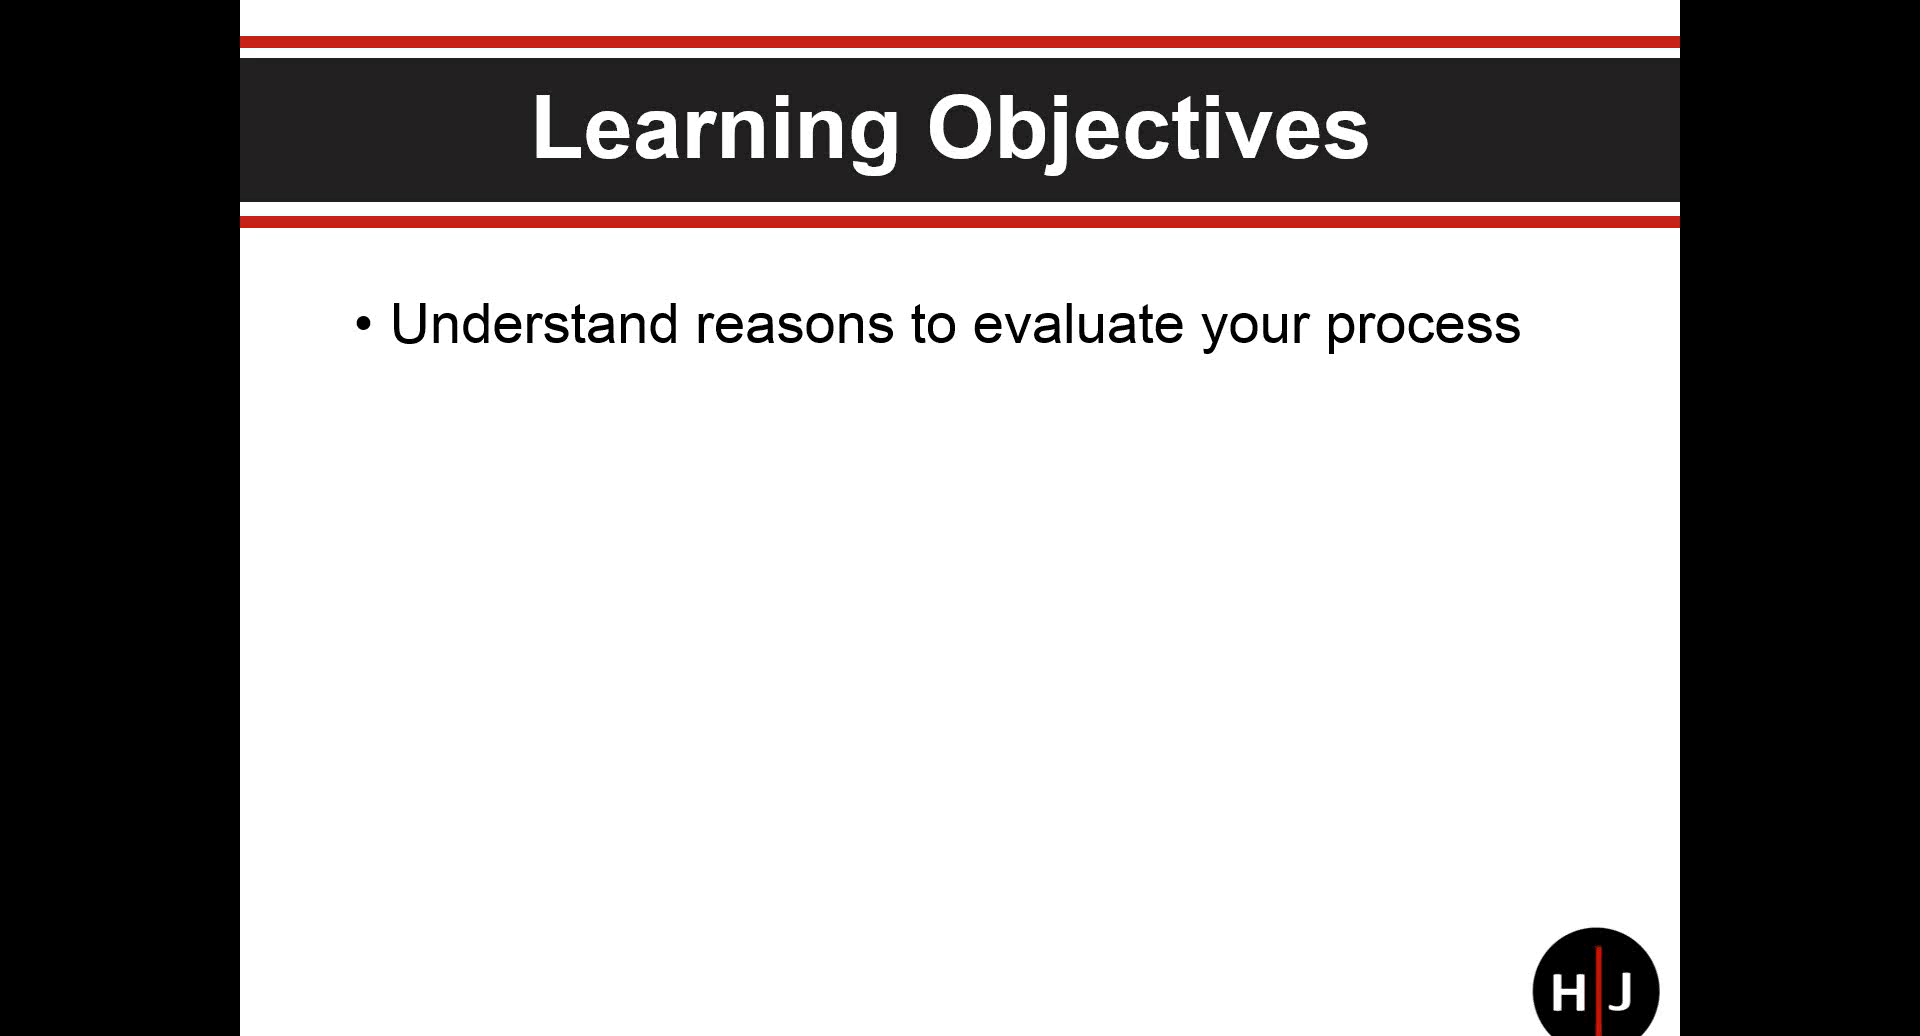 Learning Objectives
• Understand reasons to evaluate your process
H J